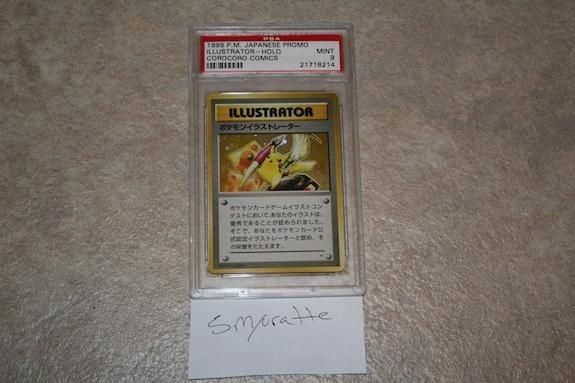 PSA
1998 P.M. JAPANESE PROMO
ILLUSTRATOR-HOLO
COROCORO COMICS
MINT
9
21718214
ILLUSTRATOR
ポケモンイラストレーター
ポケモンカードゲームイラストコン
テストにおいて、あなたのイラストは、
優秀であることが認められました。
そこで、あなたをポケモンカード公
式認定イラストレーターと認め、そ
の栄誉をたたえます。
smpratte